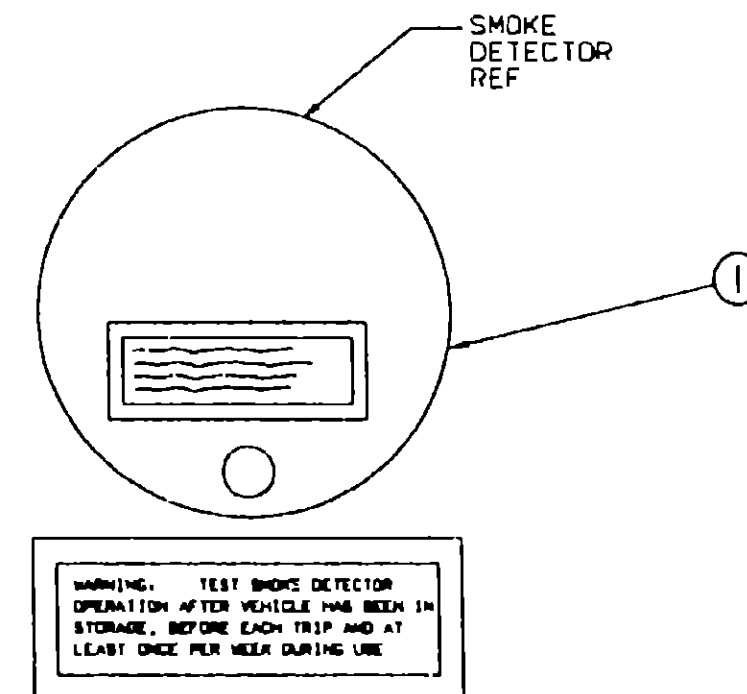 SMOKE
DETECTOR
REF
1
WARNING: TEST SMOKE DETECTOR
OPERATION AFTER VEHICLE HAS BEEN IN
STORAGE, BEFORE EACH TRIP AND AT
LEAST ONCE PER WEEK DURING USE